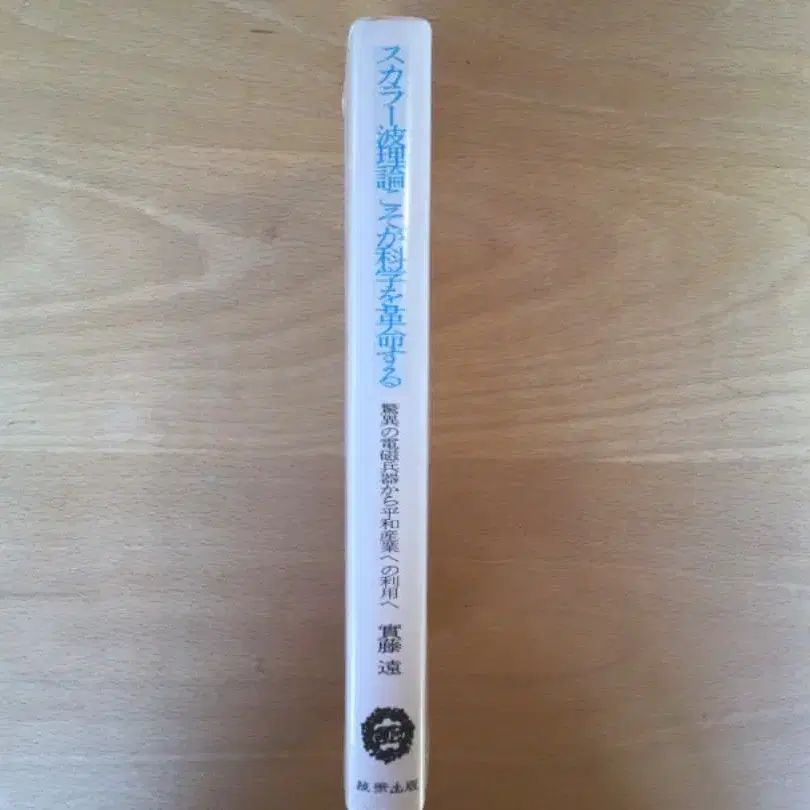 スカラー波理論こそが科学を革命する
驚異の電磁兵器から平和産業への利用へ
實藤 遠
技術出版